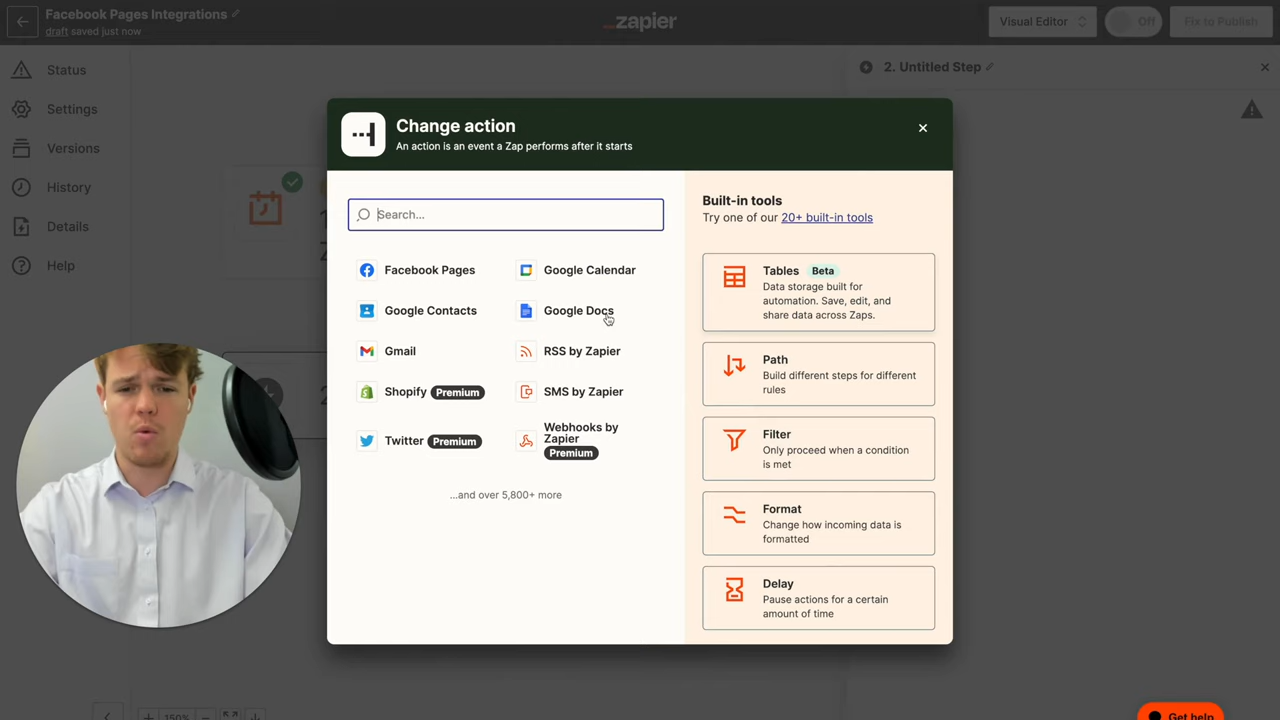 Facebook Pages Integrations
draft saved just now
zapier
Visual Editor
Off
Fix to Publish
Status
Settings
Versions
History
Details
Help
2. Untitled Step
Change action
An action is an event a Zap performs after it starts
Search...
Facebook Pages
Google Calendar
Google Contacts
Google Docs
Gmail
RSS by Zapier
Shopify Premium
SMS by Zapier
Twitter Premium
Webhooks by
Zapier
Premium
...and over 5,800+ more
Built-in tools
Try one of our 20+ built-in tools
Tables Beta
Data storage built for
automation. Save, edit, and
share data across Zaps.
Path
Build different steps for different
rules
Filter
Only proceed when a condition
is met
Format
Change how incoming data is
formatted
Delay
Pause actions for a certain
amount of time
150%
Get help